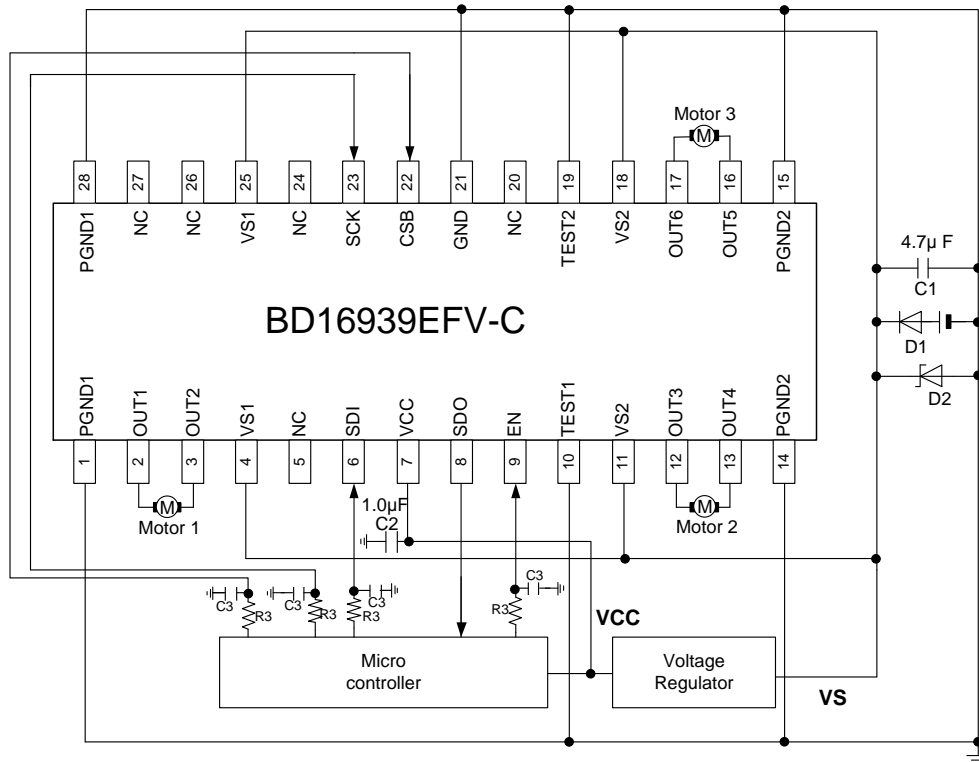 Motor 3
M
28
27
26
25
24
23
22
21
20
19
18
17
16
15
PGND1
NC
NC
VS1
NC
SCK
CSB
GND
NC
TEST2
VS2
OUT6
OUT5
PGND2
4.7µ F
C1
BD16939EFV-C
D1
D2
PGND1
OUT1
OUT2
VS1
NC
SDI
VCC
SDO
EN
TEST1
VS2
OUT3
OUT4
PGND2
1
2
3
4
5
6
7
8
9
10
11
12
13
14
M
Motor 1
1.0µF
C2
M
Motor 2
C3
R3
C3
R3
C3
R3
C3
R3
VCC
Micro
controller
Voltage
Regulator
VS